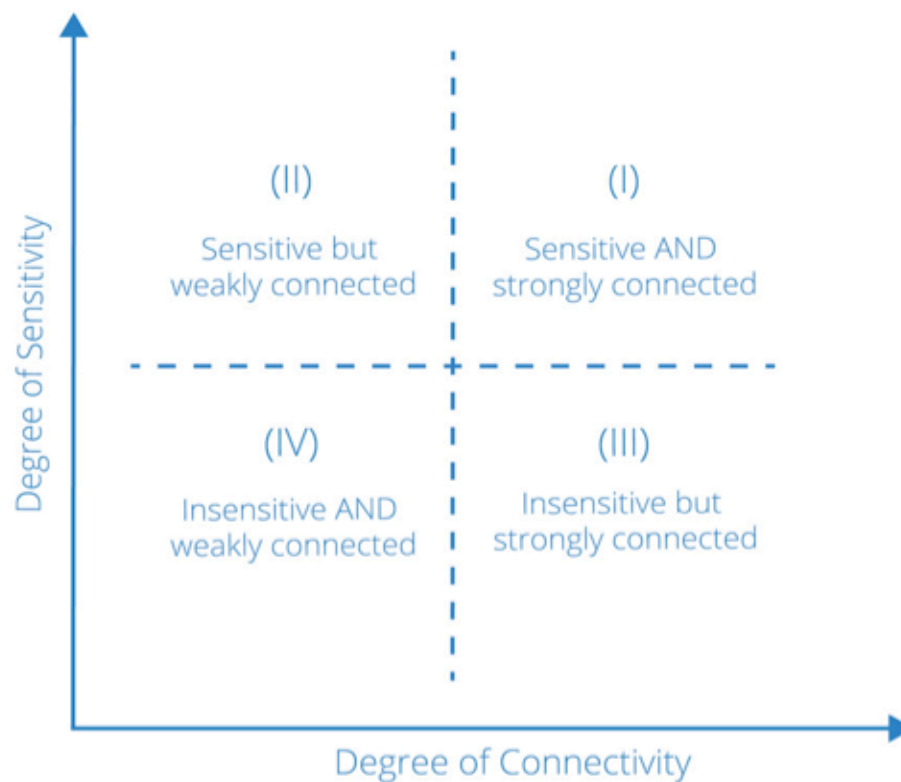 Degree of Sensitivity
(II)
Sensitive but
weakly connected
(I)
Sensitive AND
strongly connected
(IV)
Insensitive AND
weakly connected
(III)
Insensitive but
strongly connected
Degree of Connectivity